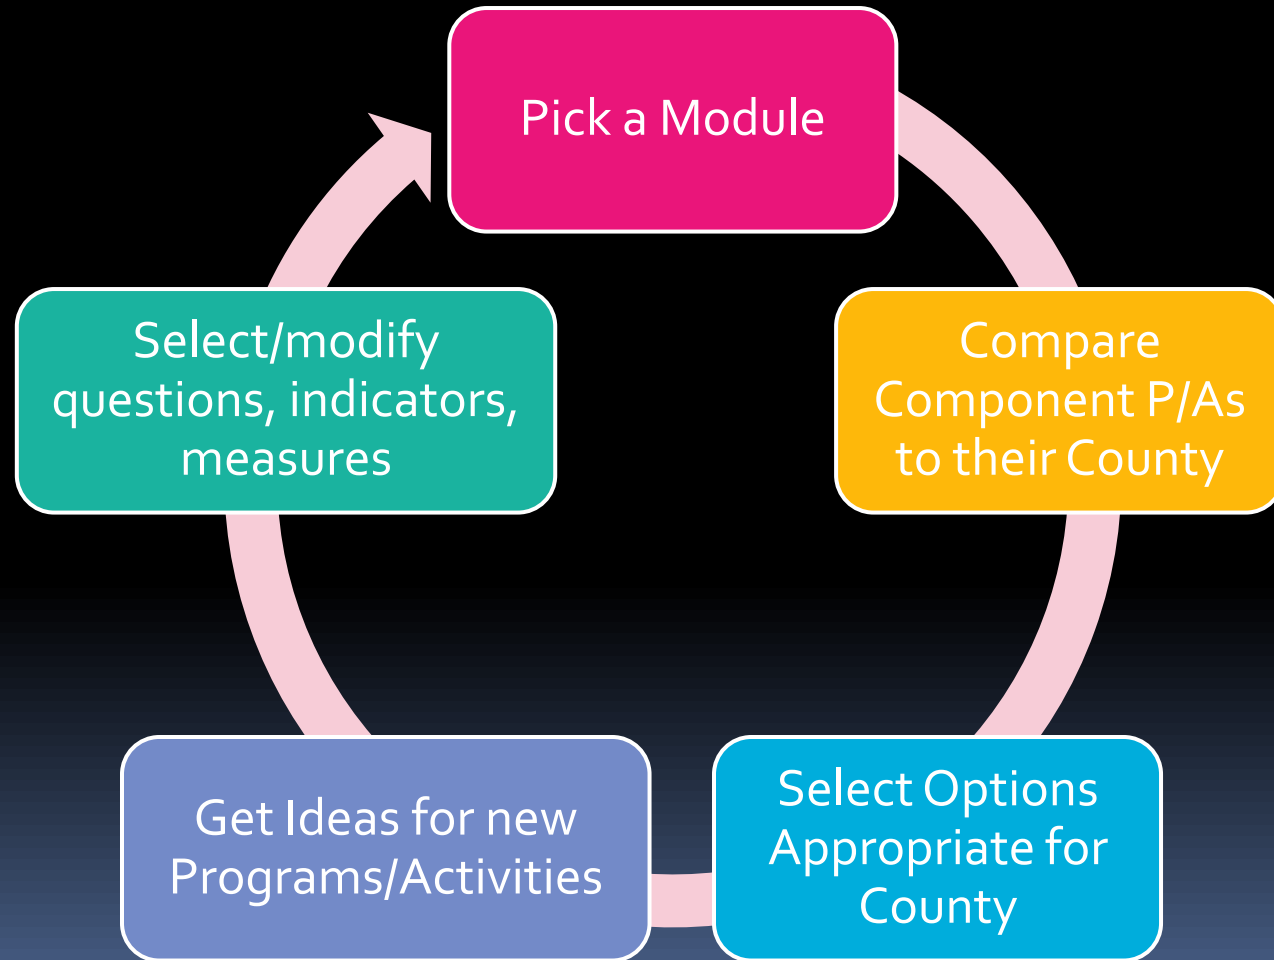 Pick a Module
Compare
Component P/As
to their County
Select Options
Appropriate for
County
Get Ideas for new
Programs/Activities
Select/modify
questions, indicators,
measures